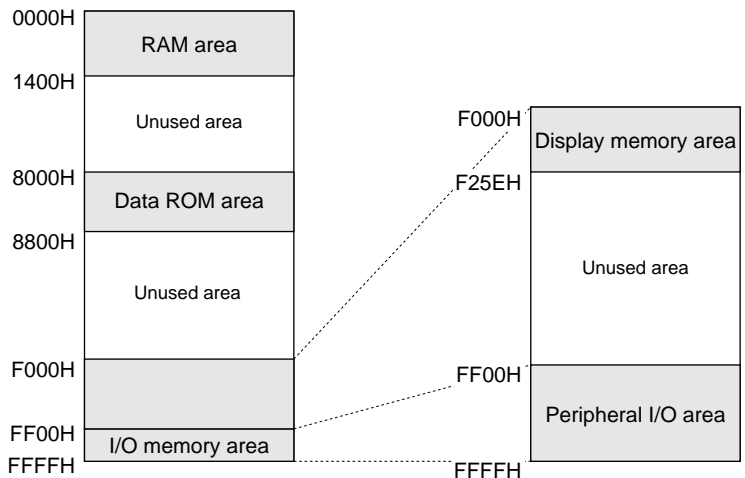 0000H
RAM area
1400H
Unused area
8000H
Data ROM area
8800H
Unused area
F000H
FF00H
I/O memory area
FFFFH
F000H
Display memory area
F25EH
Unused area
FF00H
Peripheral I/O area
FFFFH